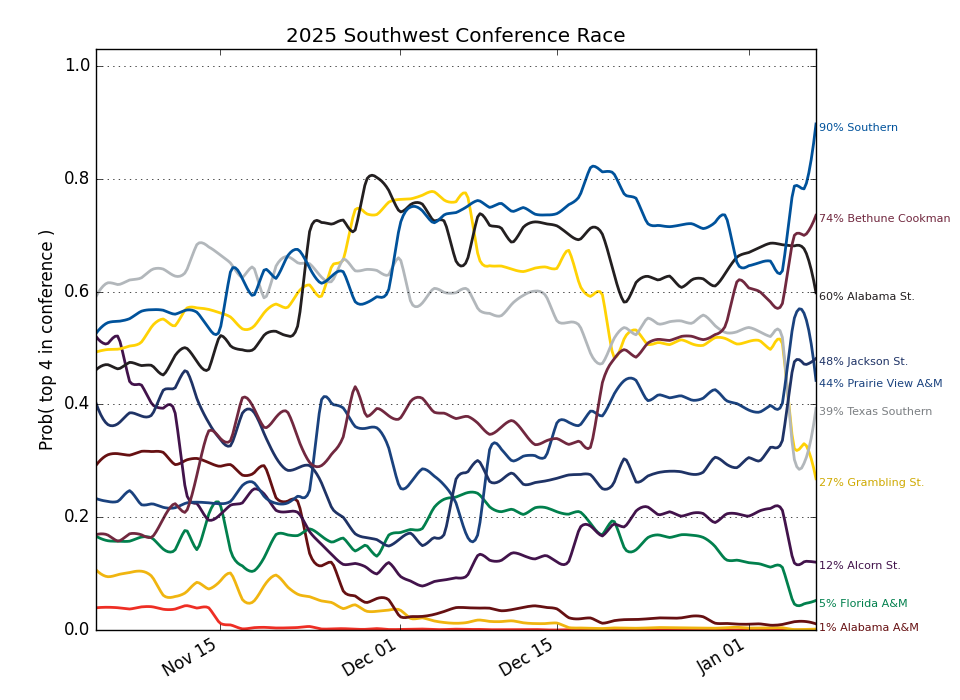 2025 Southwest Conference Race
Prob( top 4 in conference )
1.0
0.8
0.6
0.4
0.2
0.0
Nov 15
Dec 01
Dec 15
Jan 01
90% Southern
74% Bethune Cookman
60% Alabama St.
48% Jackson St.
44% Prairie View A&M
39% Texas Southern
27% Grambling St.
12% Alcorn St.
5% Florida A&M
1% Alabama A&M